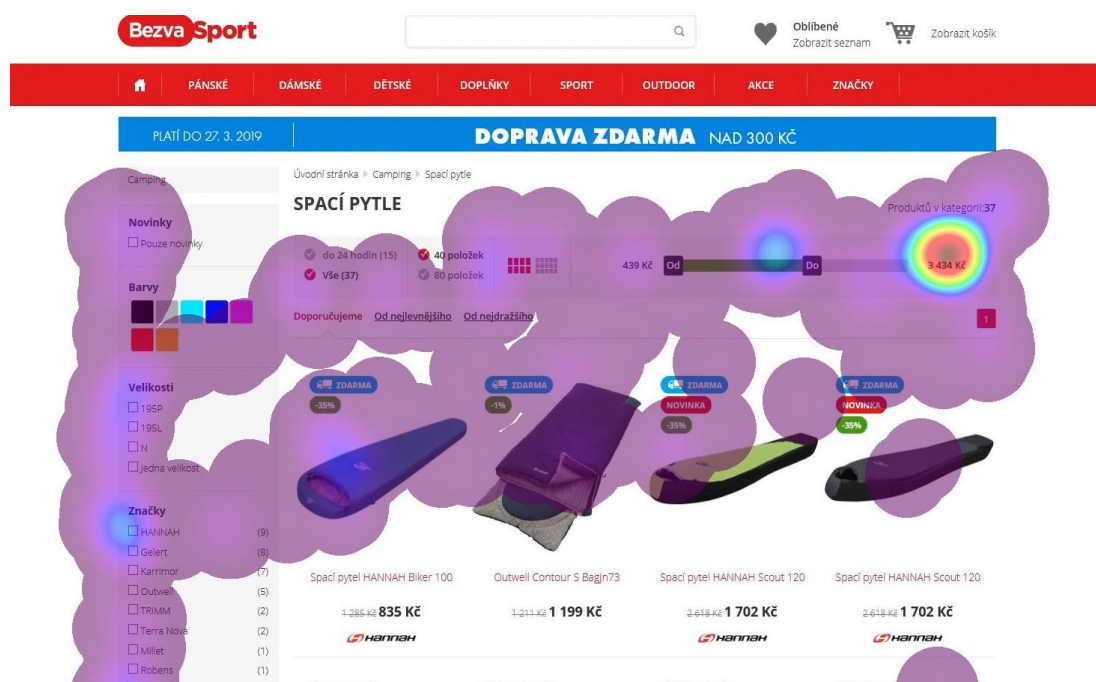 Bezva Sport
Oblíbené
Zobrazit seznam
Zobrazit košík
PÁNSKÉ DÁMSKÉ DĚTSKÉ DOPLŇKY SPORT OUTDOOR AKCE ZNAČKY
PLATÍ DO 27. 3. 2019 DOPRAVA ZDARMA NAD 300 KČ
Camping
Úvodní stránka Camping Spací pytle
SPACÍ PYTLE
Produktů v kategorii:37
Novinky
Pouze novinky
do 24 hodin (15) 40 položek
Vše (37) 80 položek
439 Kč Od Do 3 434 Kč
Barvy
Doporučujeme Od nejlevnějšího Od nejdražšího 1
Velikosti
195P
195L
N
Jedna velikost
ZDARMA ZDARMA ZDARMA ZDARMA
-35% -1% NOVINKA NOVINKA
-35% -35%
Značky
HANNAH (9)
Gelert (8)
Karrimor (7)
Outwell (5)
TRIMM (2)
Terra Nova (2)
Millet (1)
Robens (1)
Spací pytel HANNAH Biker 100 Outwell Contour S BagJn73 Spací pytel HANNAH Scout 120 Spací pytel HANNAH Scout 120
1 285 Kč 835 Kč 1 211 Kč 1 199 Kč 2 618 Kč 1 702 Kč 2 618 Kč 1 702 Kč
HANNAH HANNAH HANNAH